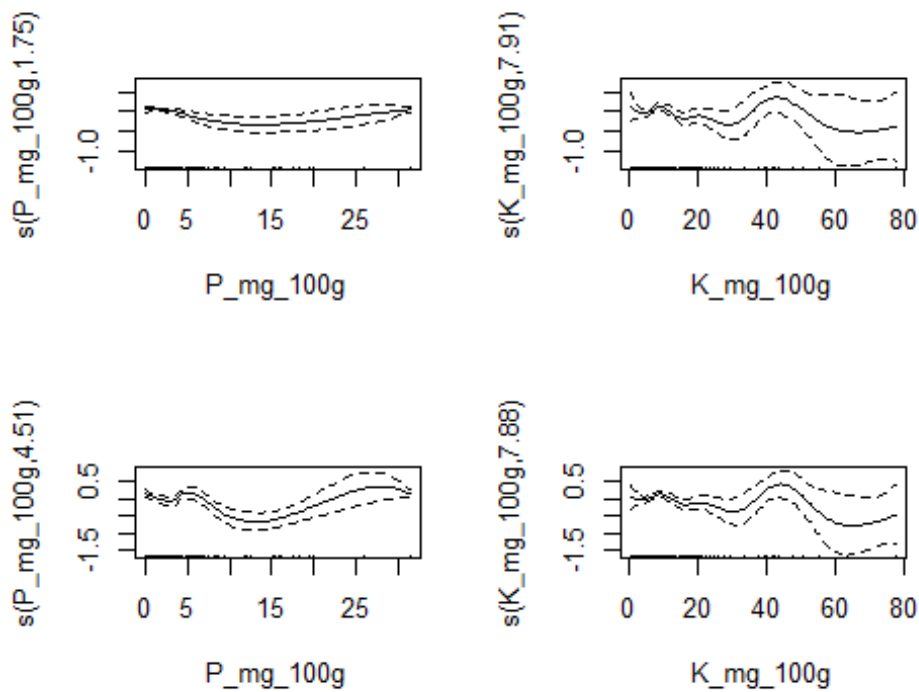 s(P_mg_100g,1.75)
-1.0
0 5 15 25
P_mg_100g
s(K_mg_100g,7.91)
-1.0
0 20 40 60 80
K_mg_100g
s(P_mg_100g,4.51)
0.5
-1.5
0 5 15 25
P_mg_100g
s(K_mg_100g,7.88)
0.5
-1.5
0 20 40 60 80
K_mg_100g